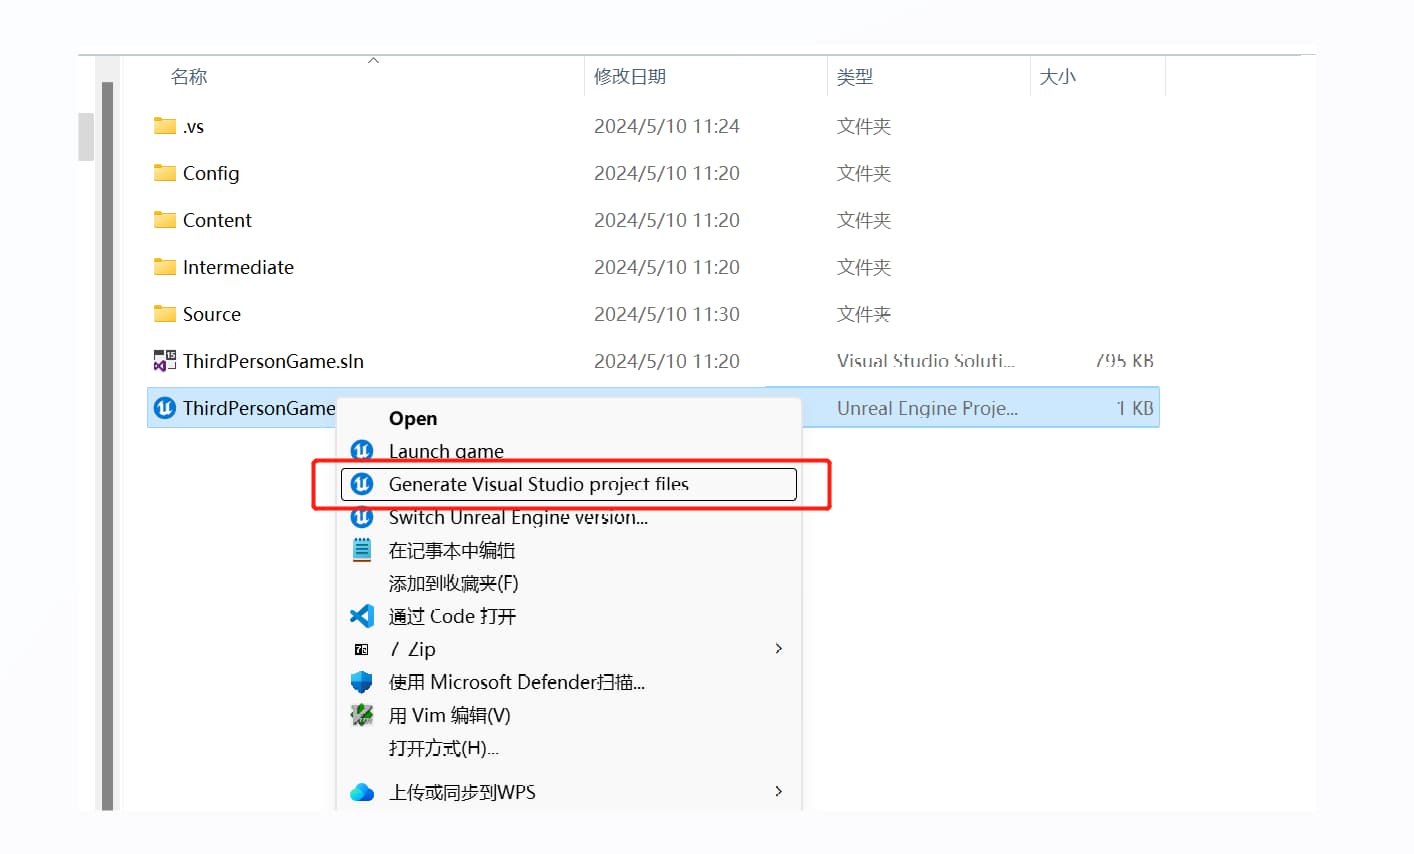 名称 修改日期 类型 大小
.vs 2024/5/10 11:24 文件夹
Config 2024/5/10 11:20 文件夹
Content 2024/5/10 11:20 文件夹
Intermediate 2024/5/10 11:20 文件夹
Source 2024/5/10 11:30 文件夹
ThirdPersonGame.sln 2024/5/10 11:20 Visual Studio Soluti... 795 KB
ThirdPersonGame Unreal Engine Proje... 1 KB
Open
Launch game
Generate Visual Studio project files
Switch Unreal Engine version...
在记事本中编辑
添加到收藏夹(F)
通过 Code 打开
7-Zip
使用 Microsoft Defender扫描...
用 Vim 编辑(V)
打开方式(H)...
上传或同步到WPS